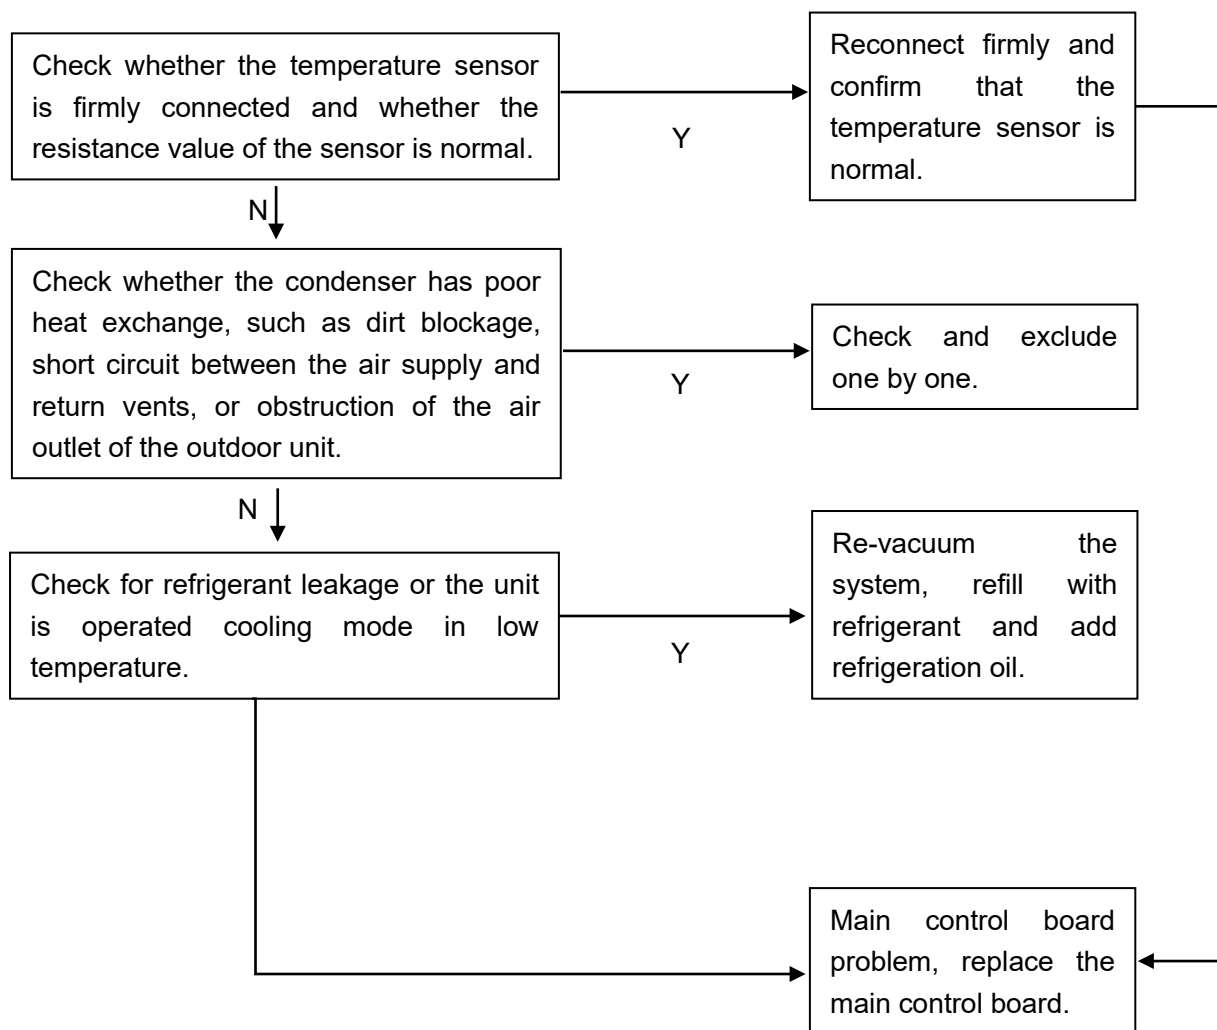 Check whether the temperature sensor
is firmly connected and whether the
resistance value of the sensor is normal.
Y
Reconnect firmly and
confirm that the
temperature sensor is
normal.
N
Check whether the condenser has poor
heat exchange, such as dirt blockage,
short circuit between the air supply and
return vents, or obstruction of the air
outlet of the outdoor unit.
Y
Check and exclude
one by one.
N
Check for refrigerant leakage or the unit
is operated cooling mode in low
temperature.
Y
Re-vacuum the
system, refill with
refrigerant and add
refrigeration oil.
Main control board
problem, replace the
main control board.